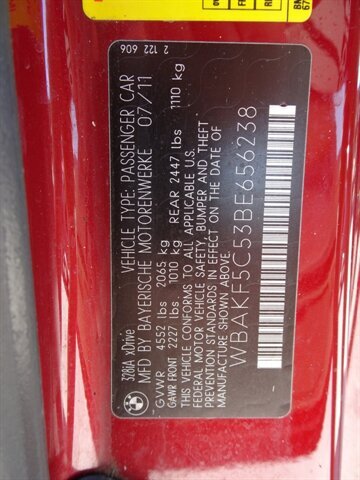 328iA xDrive
VEHICLE TYPE: PASSENGER CAR 2 122 606
MFD BY BAYERISCHE MOTORENWERKE 07/11
GVWR 4552 lbs 2065 kg
GAWR FRONT 2227 lbs 1010 kg REAR 2447 lbs 1110 kg
THIS VEHICLE CONFORMS TO ALL APPLICABLE U.S.
FEDERAL MOTOR VEHICLE SAFETY, BUMPER AND THEFT
PREVENTION STANDARDS IN EFFECT ON THE DATE OF
MANUFACTURE SHOWN ABOVE.
WBAKF5C53BE656238